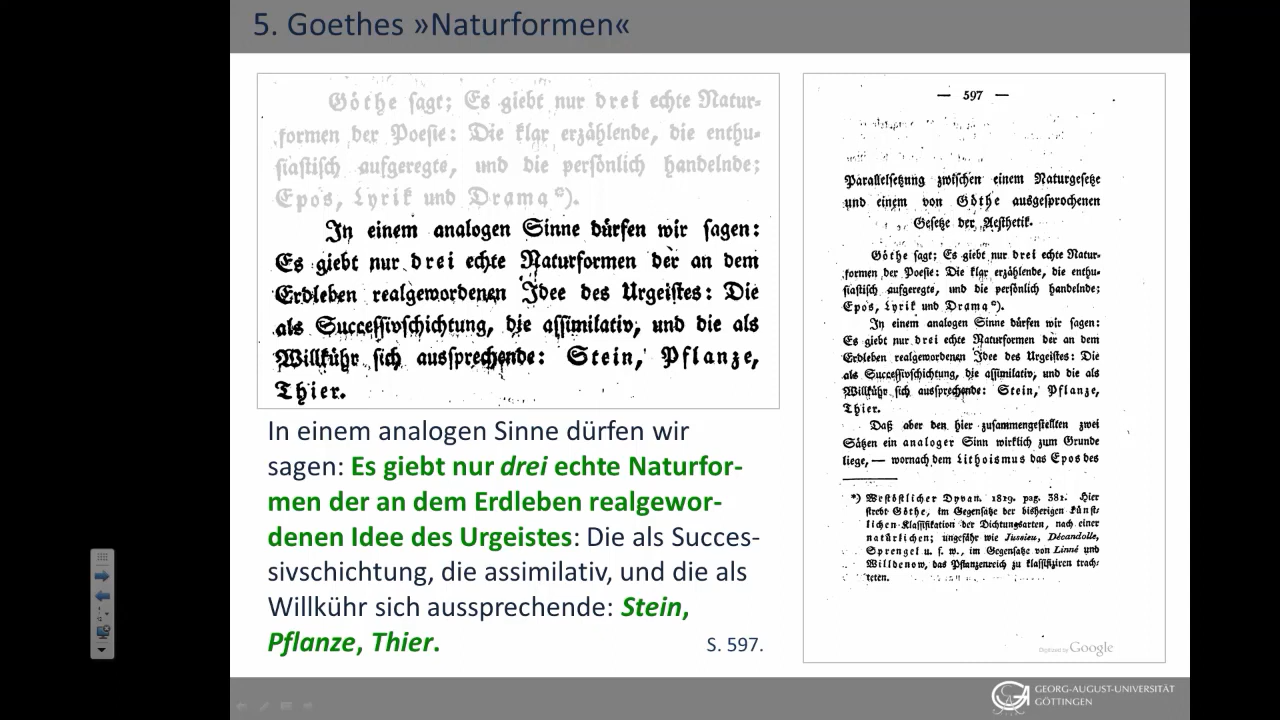 5. Goethes »Naturformen«
Göthe sagt; Es giebt nur drei echte Natur-
formen der Poesie: Die klar erzählende, die enthu-
siastisch aufgeregte, und die persönlich handelnde;
Epos, Lyrik und Drama*).
In einem analogen Sinne dürfen wir sagen:
Es giebt nur drei echte Naturformen der an dem
Erdleben realgewordenen Idee des Urgeistes: Die
als Successivschichtung, die assimilativ, und die als
Willkühr sich aussprechende: Stein, Pflanze,
Thier.
In einem analogen Sinne dürfen wir
sagen: Es giebt nur drei echte Naturfor-
men der an dem Erdleben realgewor-
denen Idee des Urgeistes: Die als Succes-
sivschichtung, die assimilativ, und die als
Willkühr sich aussprechende: Stein,
Pflanze, Thier.
S. 597.
— 597 —
Parallelsetzung zwischen einem Naturgesetze
und einem von Göthe ausgesprochenen
Gesetze der Aesthetik.
Göthe sagt; Es giebt nur drei echte Natur-
formen der Poesie: Die klar erzählende, die enthu-
siastisch aufgeregte, und die persönlich handelnde;
Epos, Lyrik und Drama*).
In einem analogen Sinne dürfen wir sagen:
Es giebt nur drei echte Naturformen der an dem
Erdleben realgewordenen Idee des Urgeistes: Die
als Successivschichtung, die assimilativ, und die als
Willkühr sich aussprechende: Stein, Pflanze,
Thier.
Daß aber den hier zusammengestellten zwei
Sätzen ein analoger Sinn wirklich zum Grunde
liege, — wornach dem Lithoismus das Epos des
*) Westöstlicher Dyvan. 1819. pag. 381. Hier
strebt Göthe, im Gegensatze der bisherigen künst-
lichen Klassifikation der Dichtungsarten, nach einer
natürlichen; ungefähr wie Jussieu, Décandolle,
Sprengel u. s. w., im Gegensatze von Linné und
Willdenow, das Pflanzenreich zu klassifiziren trach-
teten.
Digitized by Google
GEORG-AUGUST-UNIVERSITÄT
GÖTTINGEN